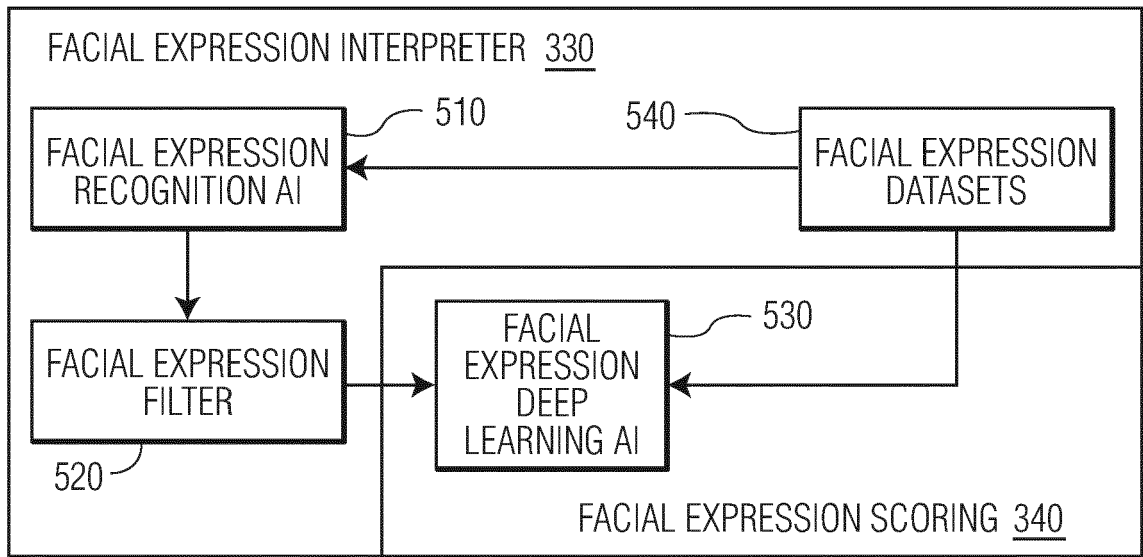 FACIAL EXPRESSION INTERPRETER 330
510
540
FACIAL EXPRESSION
RECOGNITION AI
FACIAL EXPRESSION
DATASETS
FACIAL EXPRESSION
FILTER
520
FACIAL
EXPRESSION
DEEP
LEARNING AI
530
FACIAL EXPRESSION SCORING 340